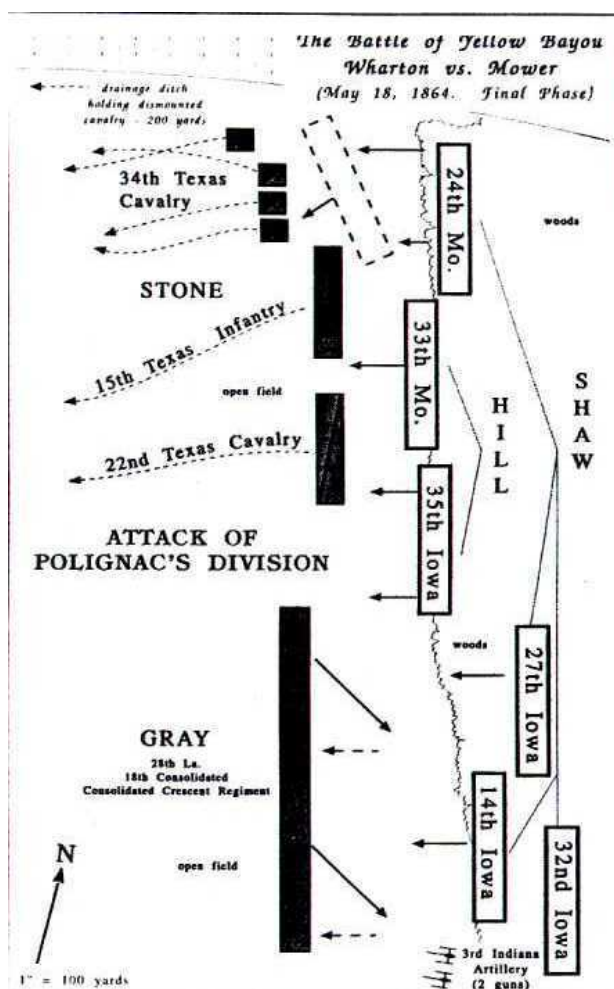 The Battle of Yellow Bayou
Wharton vs. Mower
(May 18, 1864. Final Phase)
drainage ditch
holding dismounted
cavalry - 200 yards
34th Texas
Cavalry
24th Mo.
woods
STONE
15th Texas Infantry
33th Mo.
open field
HILL
SHAW
22nd Texas Cavalry
35th Iowa
ATTACK OF
POLIGNAC'S DIVISION
woods
27th Iowa
GRAY
28th La.
18th Consolidated
Consolidated Crescent Regiment
14th Iowa
32nd Iowa
open field
N
3rd Indiana
Artillery
(2 guns)
1" = 100 yards